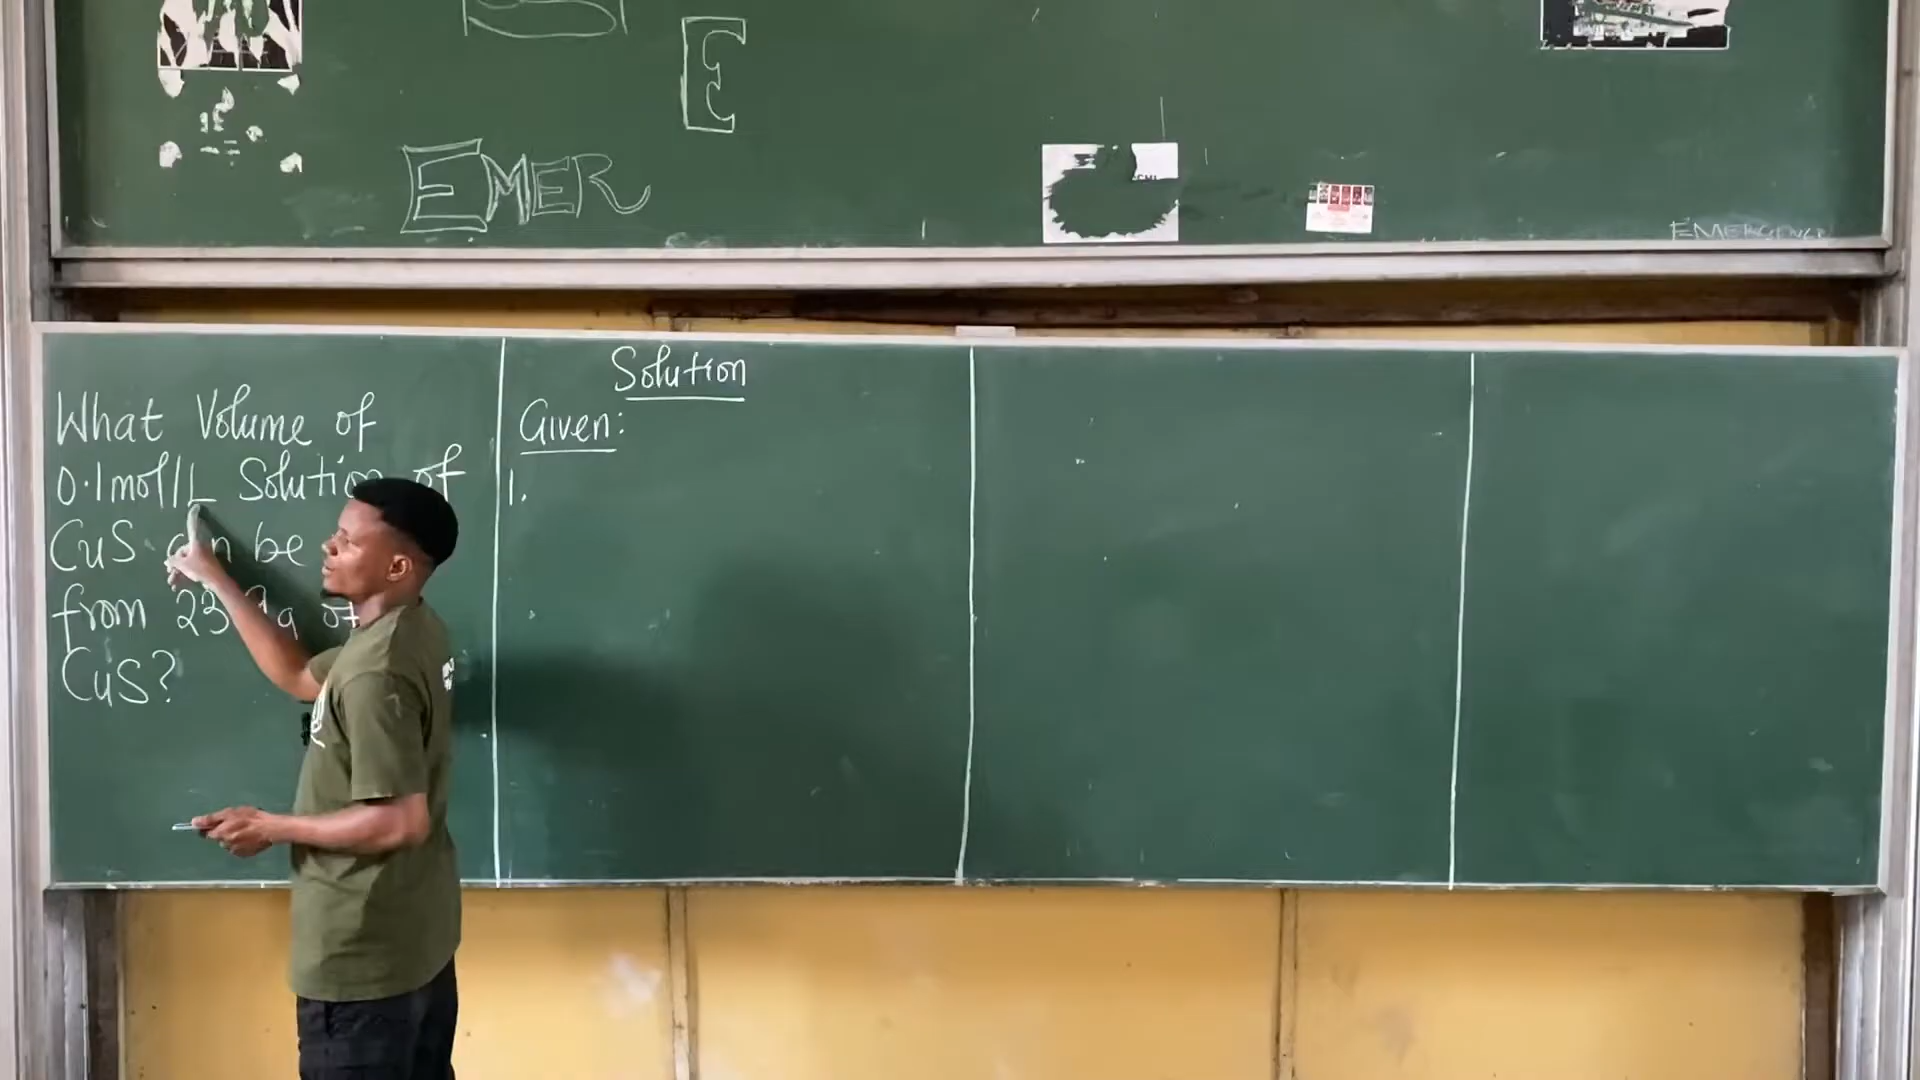 E
EMER
EMERGENCE
What Volume of
0.1mol/L Solution of
CuS can be
from 23 g of
CuS?
Solution
Given:
1.